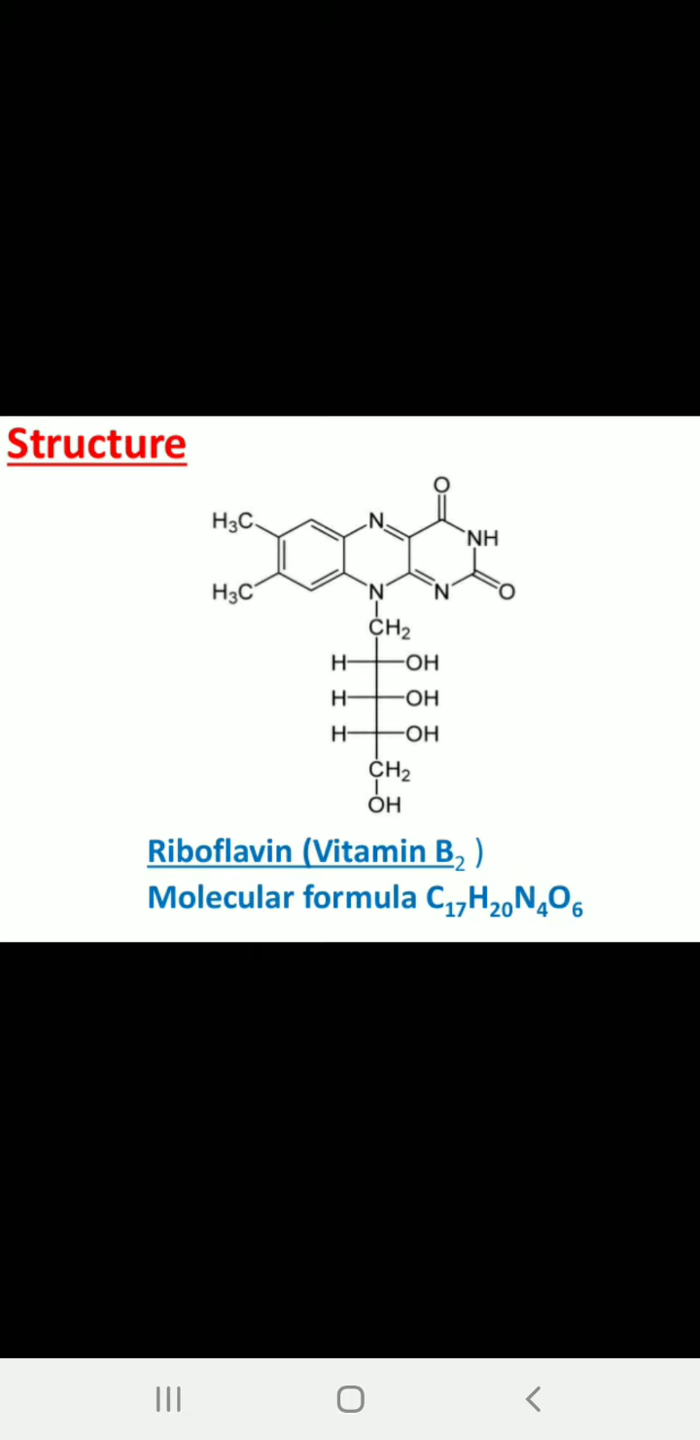 Structure
O
H₃C
N
NH
H₃C
N
N
O
CH₂
H
OH
H
OH
H
OH
CH₂
OH
Riboflavin (Vitamin B₂ )
Molecular formula C₁₇H₂₀N₄O₆